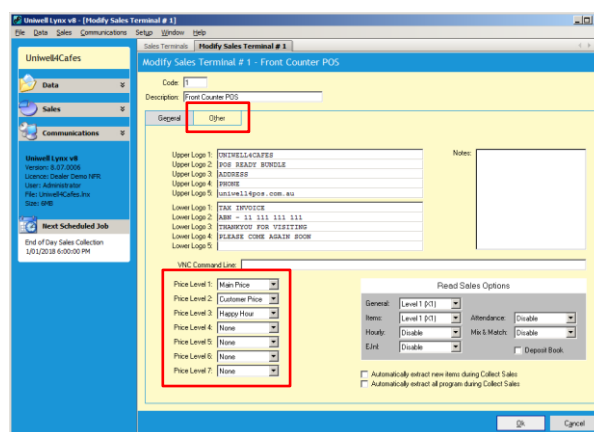 Uniwell Lynx v8 - [Modify Sales Terminal # 1]
File Data Sales Communications Setup Window Help
Sales Terminals Modify Sales Terminal # 1
Uniwell4Cafes
Modify Sales Terminal # 1 - Front Counter POS
Data
Sales
Communications
Uniwell Lynx v8
Version: 8.07.0006
Licence: Dealer Demo NFR
User: Administrator
File: Uniwell4Cafes.lnx
Size: 6MB
Next Scheduled Job
End of Day Sales Collection
1/01/2018 6:00:00 PM
Code: 1
Description: Front Counter POS
General Other
Upper Logo 1: UNIWELL4CAFES
Upper Logo 2: POS READY BUNDLE
Upper Logo 3: ADDRESS
Upper Logo 4: PHONE
Upper Logo 5: uniwell4pos.com.au
Lower Logo 1: TAX INVOICE
Lower Logo 2: ABN - 11 111 111 111
Lower Logo 3: THANKYOU FOR VISITING
Lower Logo 4: PLEASE COME AGAIN SOON
Lower Logo 5:
Notes:
VNC Command Line:
Price Level 1: Main Price
Price Level 2: Customer Price
Price Level 3: Happy Hour
Price Level 4: None
Price Level 5: None
Price Level 6: None
Price Level 7: None
Read Sales Options
General: Level 1 (X1)
Items: Level 1 (X1) Attendance: Disable
Hourly: Disable Mix & Match: Disable
EJrnl: Disable Deposit Book
Automatically extract new items during Collect Sales
Automatically extract all program during Collect Sales
Ok Cancel